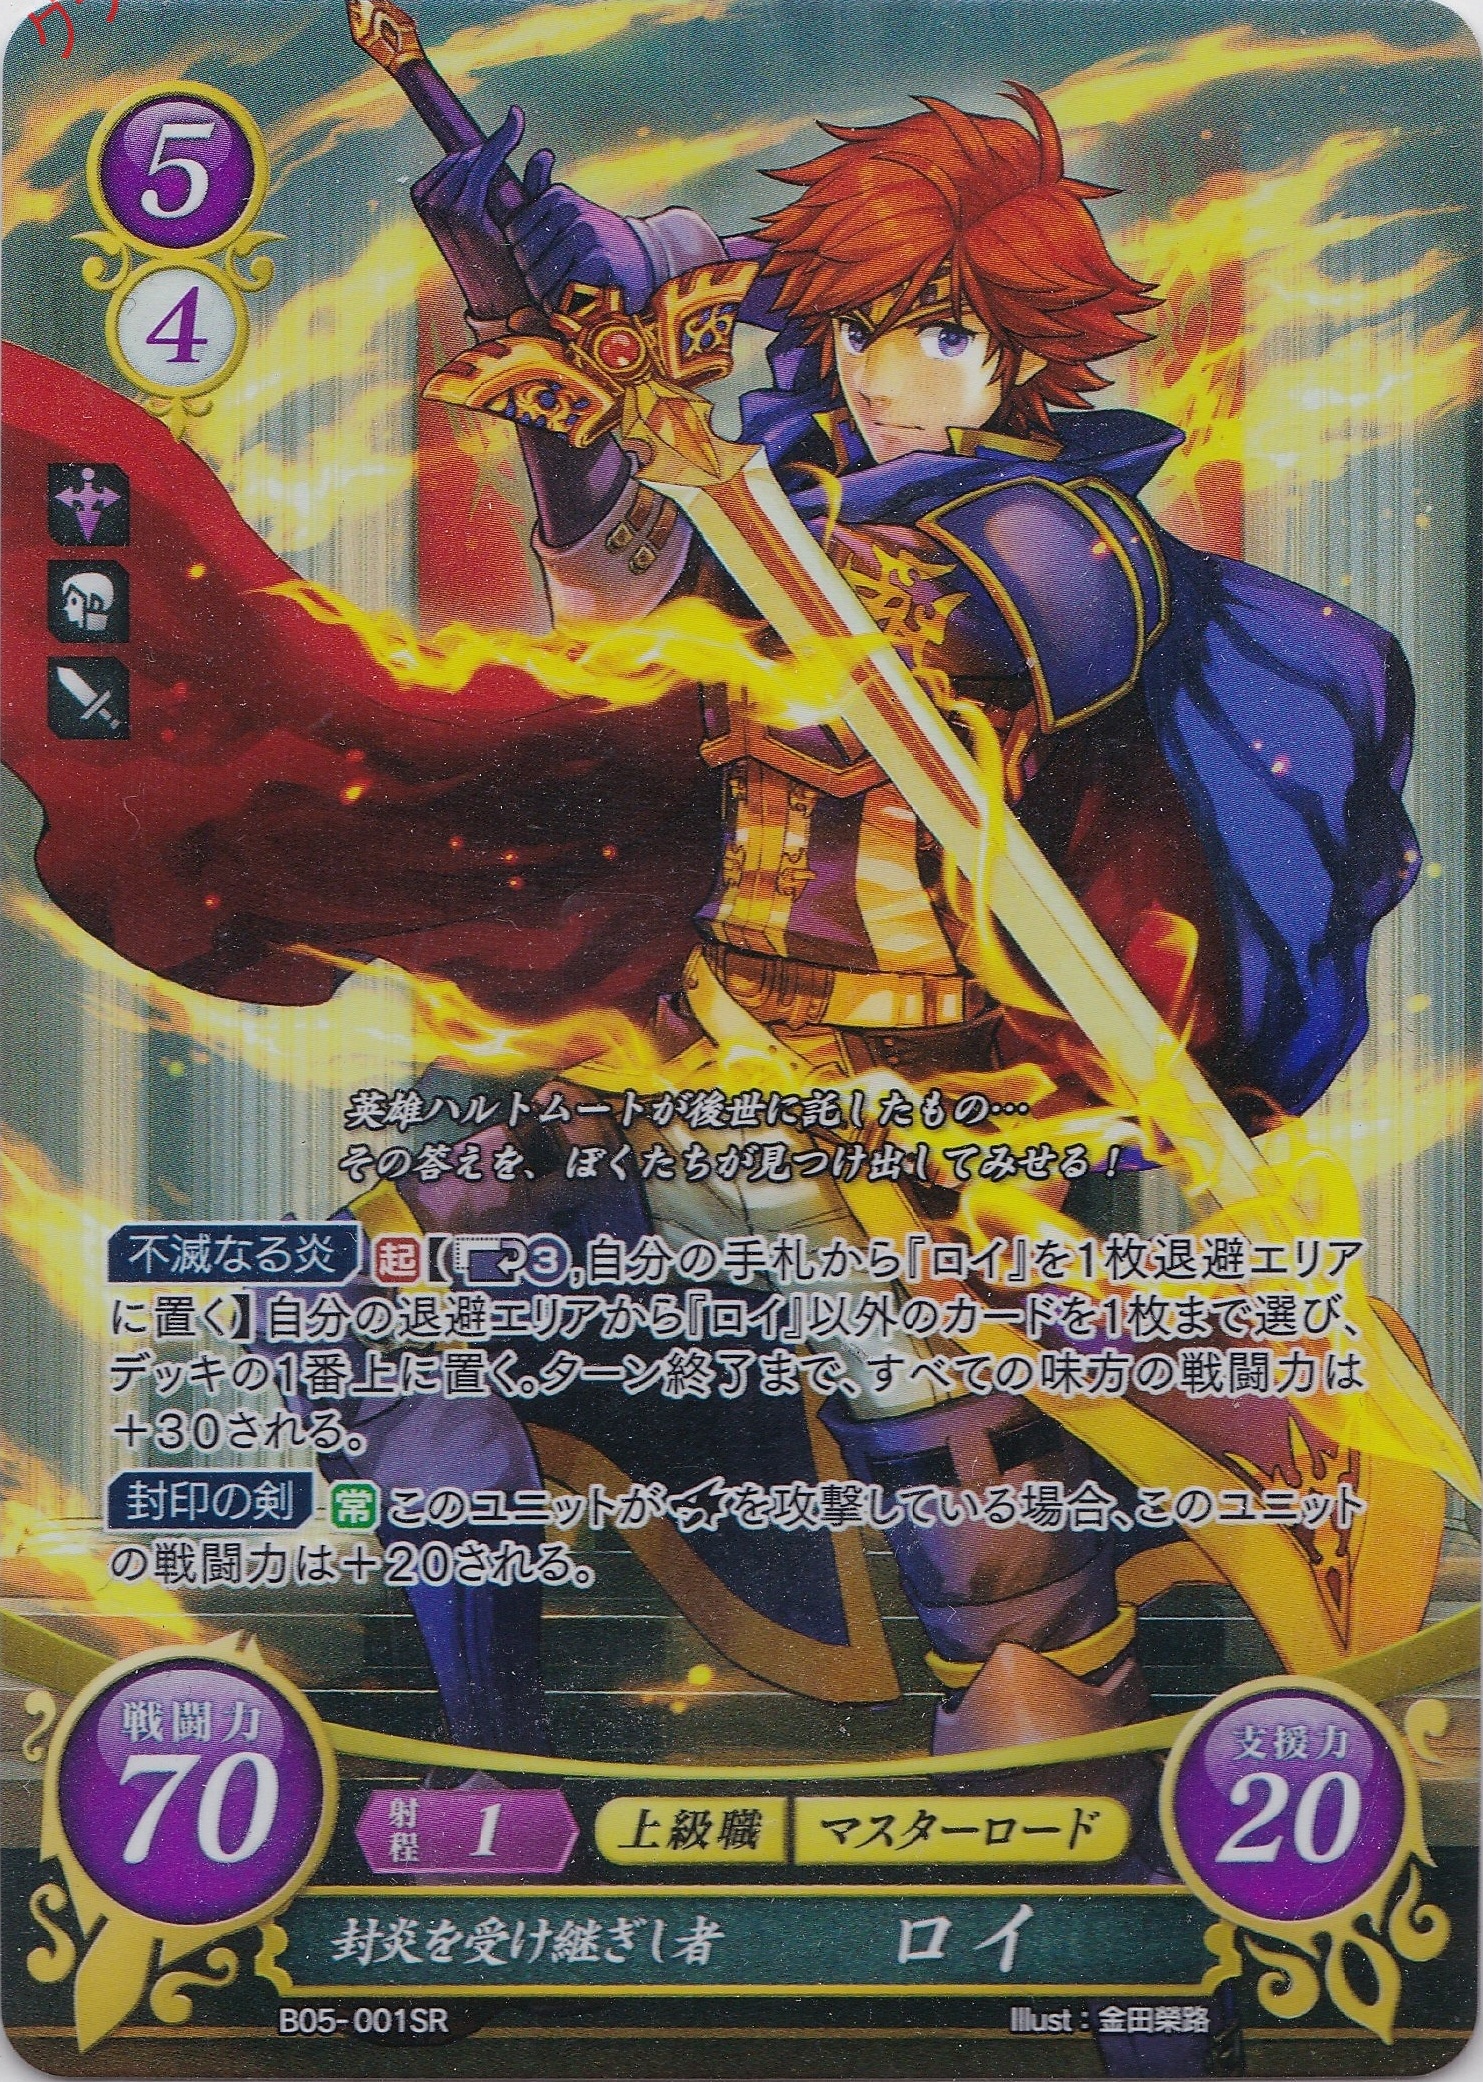 5
4
英雄ハルトムートが後世に託したもの…
その答えを、ぼくたちが見つけ出してみせる！
不滅なる炎 起【3,自分の手札から『ロイ』を1枚退避エリア
に置く】自分の退避エリアから『ロイ』以外のカードを1枚まで選び、
デッキの1番上に置く。ターン終了まで、すべての味方の戦闘力は
＋30される。
封印の剣 常 このユニットがを攻撃している場合、このユニット
の戦闘力は＋20される。
戦闘力
70
射程 1
上級職 マスターロード
支援力
20
封炎を受け継ぎし者 ロイ
B05-001SR
Illust：金田榮路